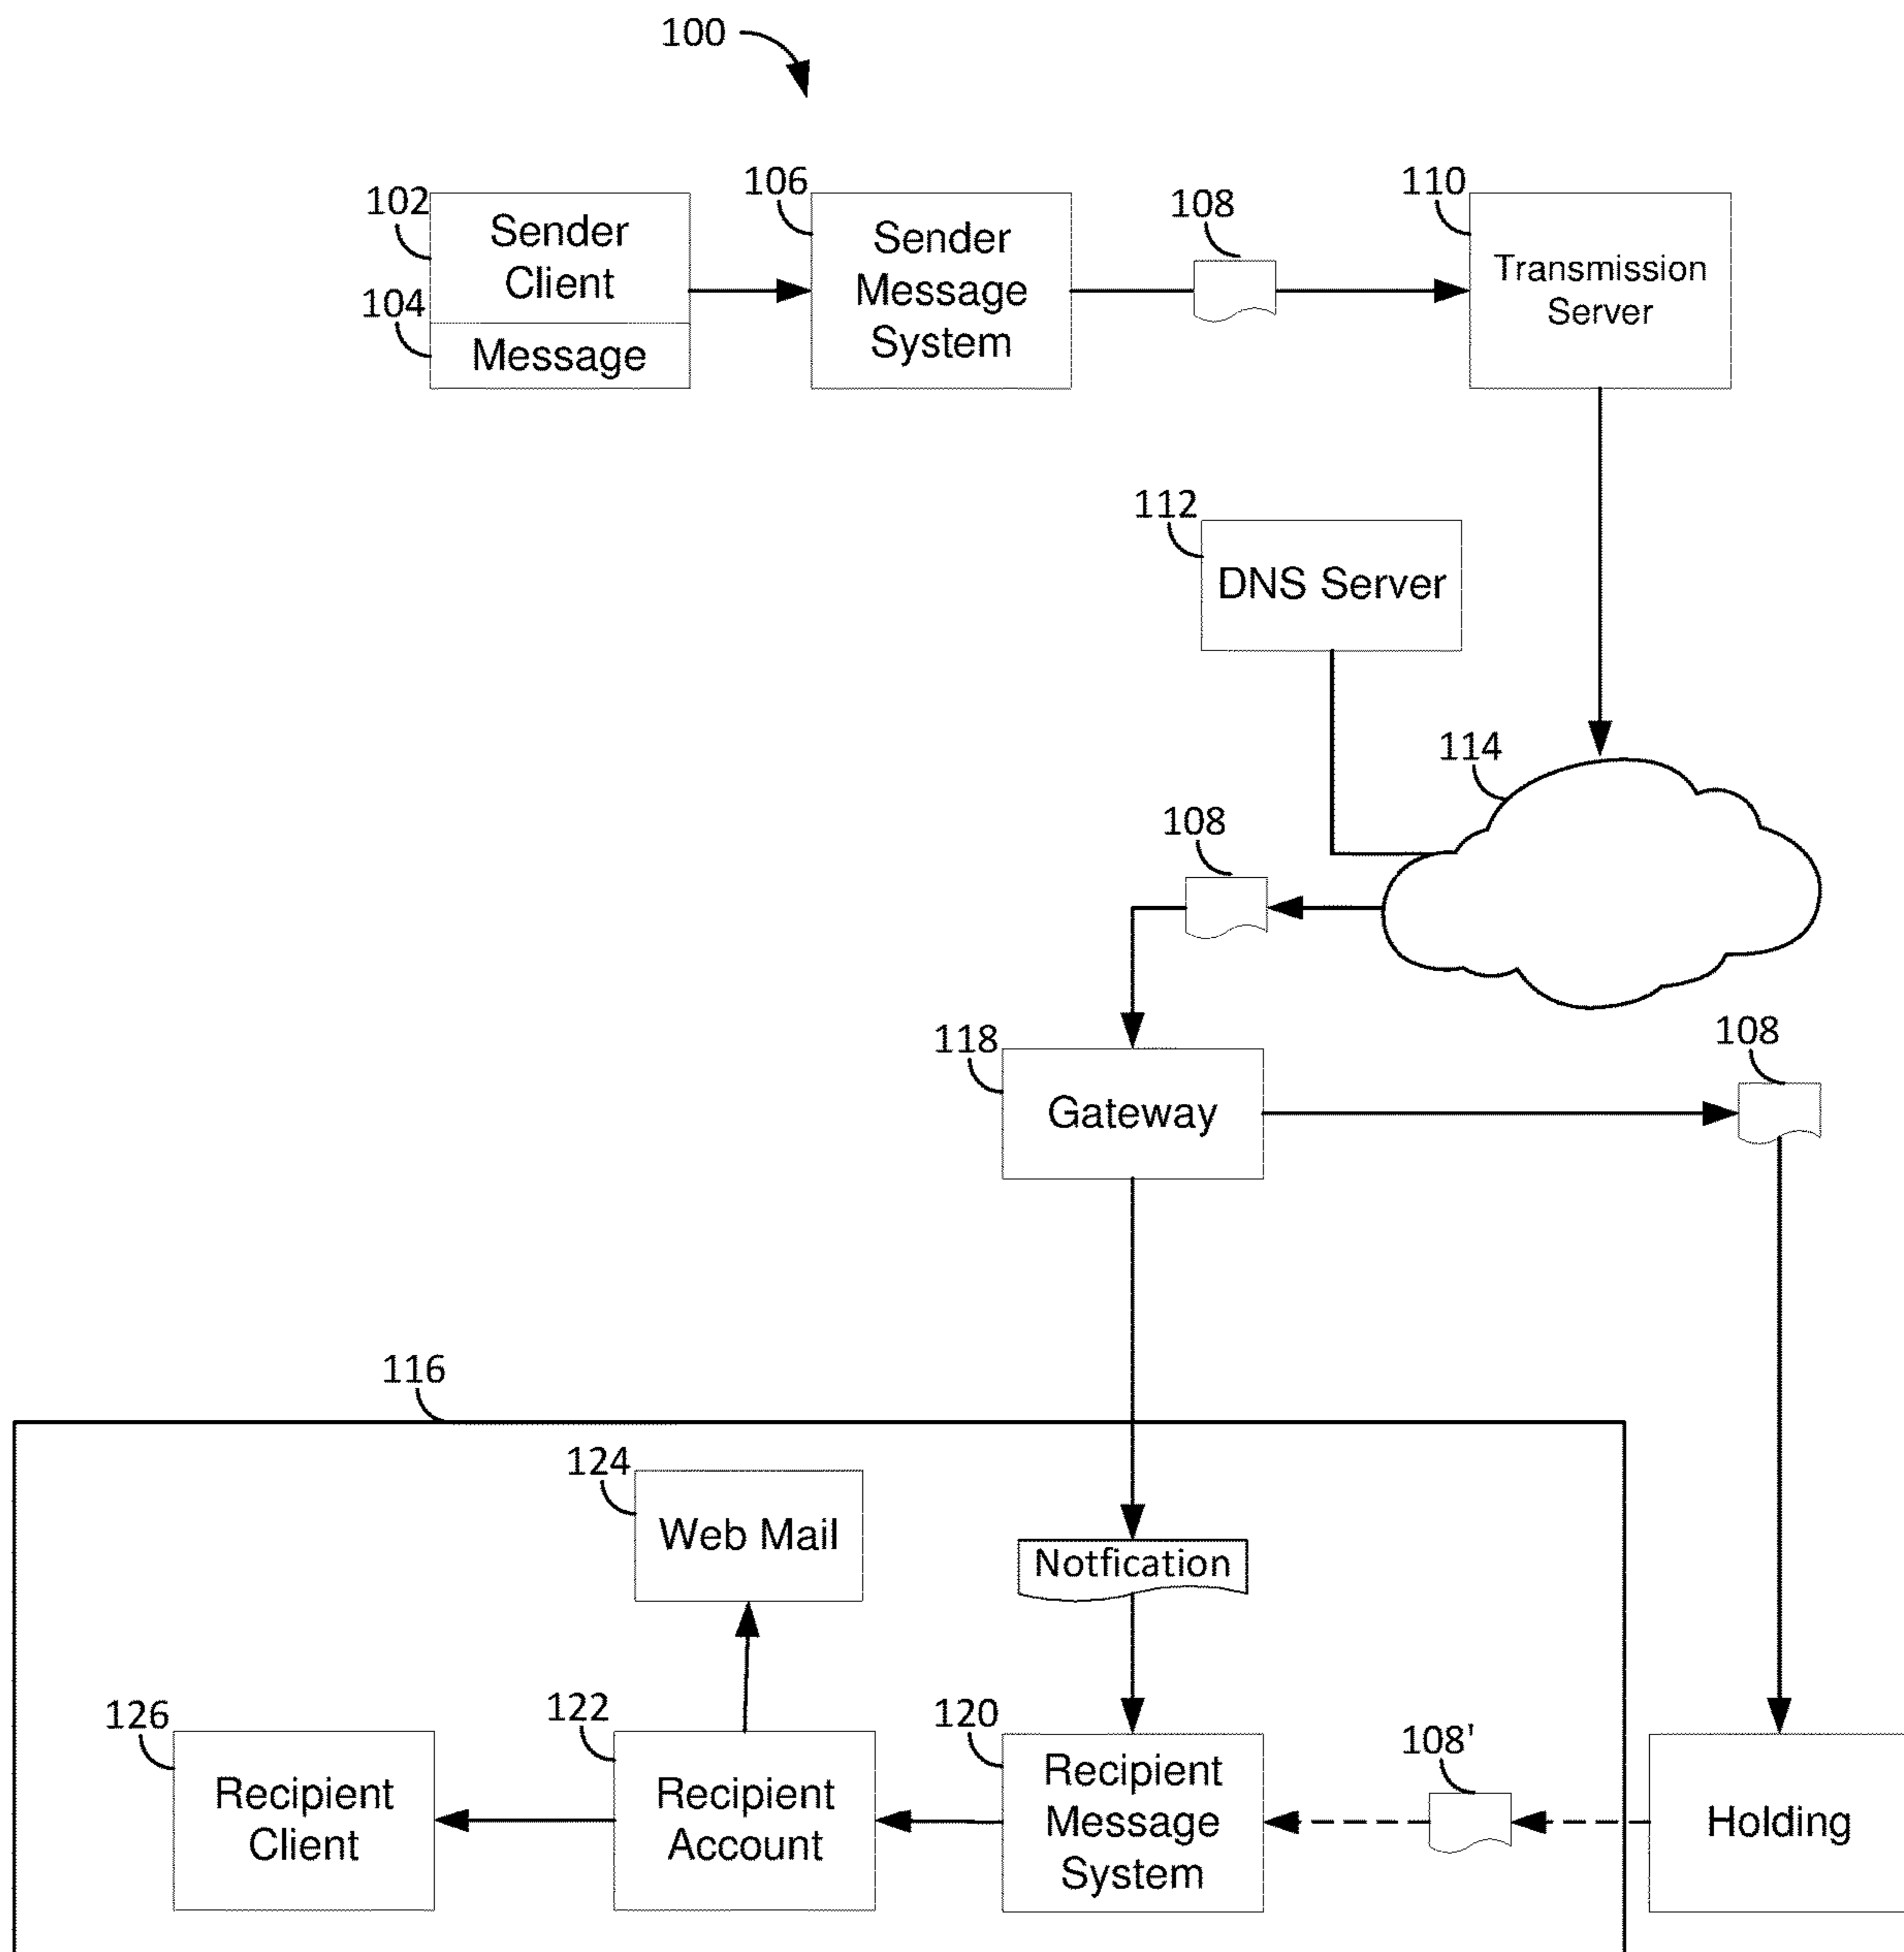 100
102
Sender
Client
104
Message
106
Sender
Message
System
108
110
Transmission
Server
112
DNS Server
114
108
118
Gateway
108
116
124
Web Mail
Notfication
126
Recipient
Client
122
Recipient
Account
120
Recipient
Message
System
108'
Holding